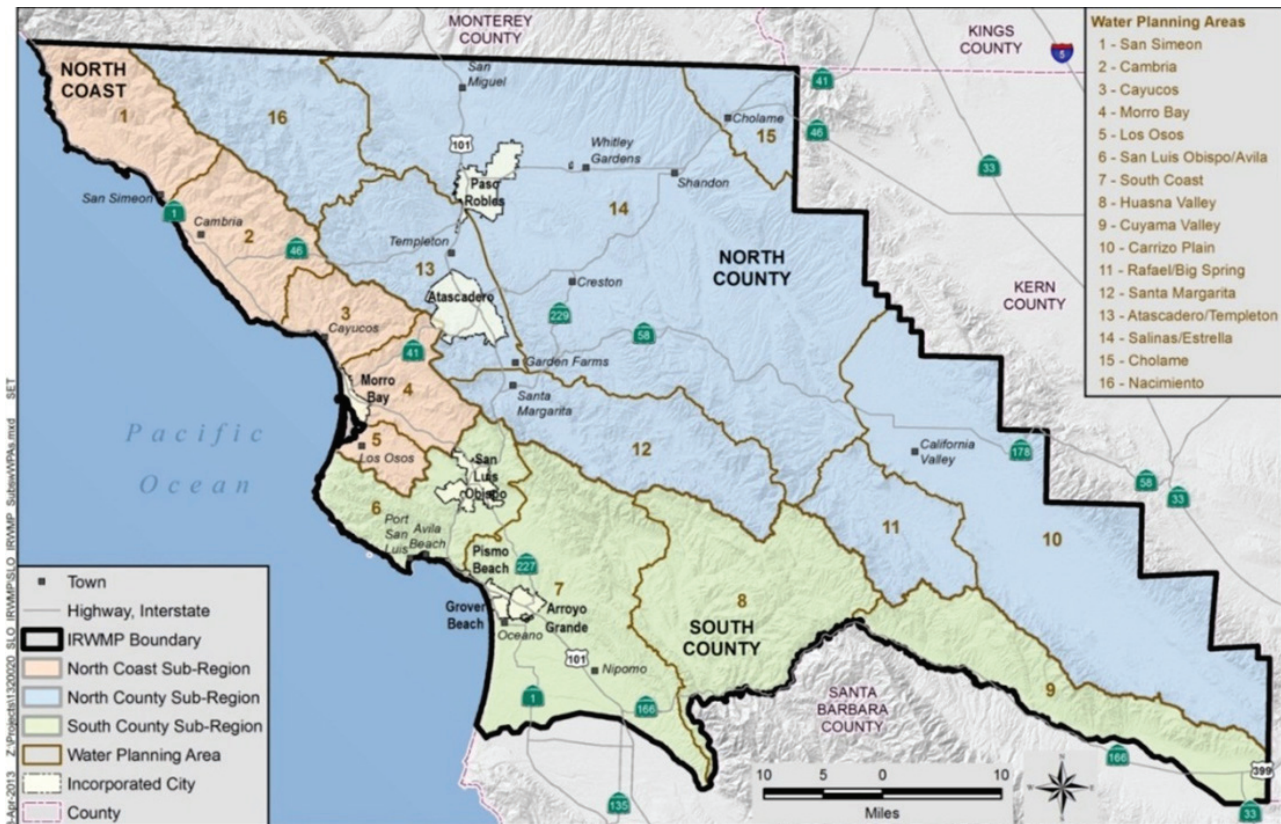 MONTEREY
COUNTY
KINGS
COUNTY
5
Water Planning Areas
1 - San Simeon
2 - Cambria
3 - Cayucos
4 - Morro Bay
5 - Los Osos
6 - San Luis Obispo/Avila
7 - South Coast
8 - Huasna Valley
9 - Cuyama Valley
10 - Carrizo Plain
11 - Rafael/Big Spring
12 - Santa Margarita
13 - Atascadero/Templeton
14 - Salinas/Estrella
15 - Cholame
16 - Nacimiento
NORTH
COAST
1
16
San
Miguel
101
Cholame
15
41
46
33
Whitley
Gardens
Shandon
Paso
Robles
14
San Simeon
1
Cambria
2
46
Templeton
13
NORTH
COUNTY
KERN
COUNTY
Atascadero
Creston
3
Cayucos
229
58
41
Garden Farms
Morro
Bay
4
Santa
Margarita
Pacific
Ocean
5
Los Osos
12
California
Valley
178
58
33
San
Luis
Obispo
6
Port
San
Luis
Avila
Beach
11
10
Pismo
Beach
227
7
8
Grover
Beach
Arroyo
Grande
Oceano
SOUTH
COUNTY
101
Nipomo
1
166
SANTA
BARBARA
COUNTY
9
166
399
33
135
Town
Highway, Interstate
IRWMP Boundary
North Coast Sub-Region
North County Sub-Region
South County Sub-Region
Water Planning Area
Incorporated City
County
10 5 0 10
Miles
N